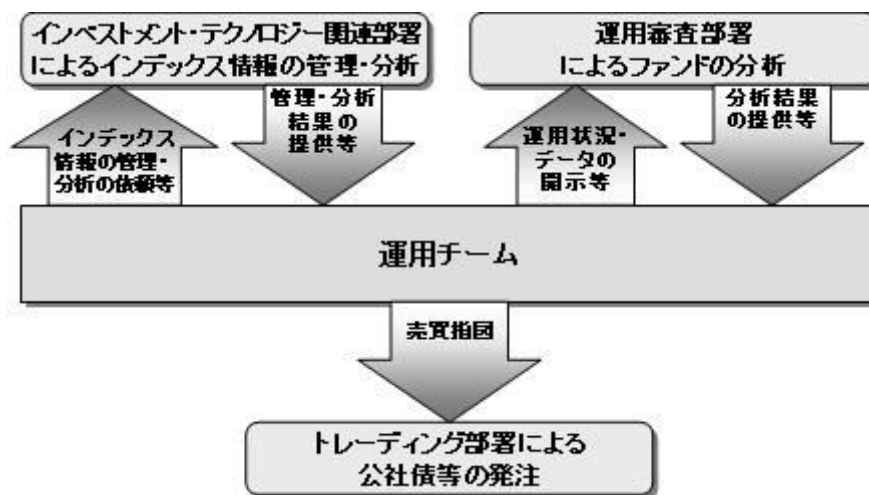 インベストメント・テクノロジー関連部署
によるインデックス情報の管理・分析
運用審査部署
によるファンドの分析
インデックス
情報の管理・
分析の依頼等
管理・分析
結果の
提供等
運用状況・
データの
開示等
分析結果
の提供等
運用チーム
売買指図
トレーディング部署による
公社債等の発注